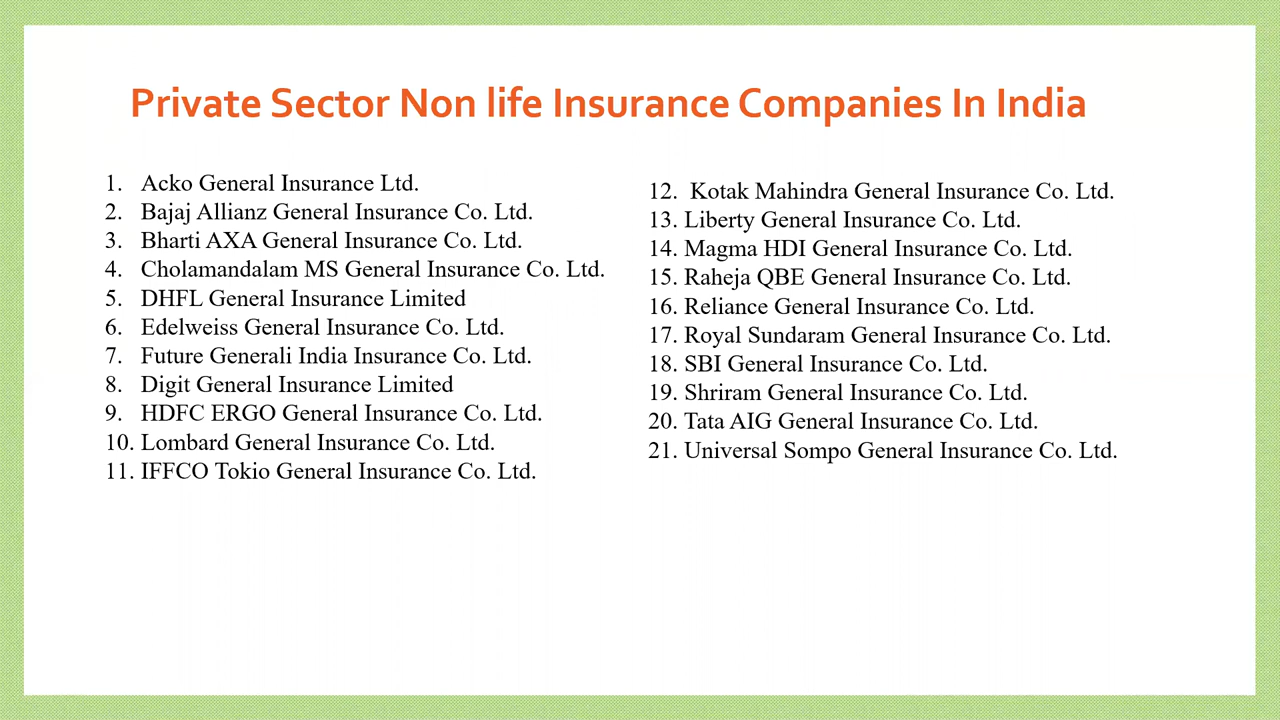 Private Sector Non life Insurance Companies In India
1. Acko General Insurance Ltd.
2. Bajaj Allianz General Insurance Co. Ltd.
3. Bharti AXA General Insurance Co. Ltd.
4. Cholamandalam MS General Insurance Co. Ltd.
5. DHFL General Insurance Limited
6. Edelweiss General Insurance Co. Ltd.
7. Future Generali India Insurance Co. Ltd.
8. Digit General Insurance Limited
9. HDFC ERGO General Insurance Co. Ltd.
10. Lombard General Insurance Co. Ltd.
11. IFFCO Tokio General Insurance Co. Ltd.
12. Kotak Mahindra General Insurance Co. Ltd.
13. Liberty General Insurance Co. Ltd.
14. Magma HDI General Insurance Co. Ltd.
15. Raheja QBE General Insurance Co. Ltd.
16. Reliance General Insurance Co. Ltd.
17. Royal Sundaram General Insurance Co. Ltd.
18. SBI General Insurance Co. Ltd.
19. Shriram General Insurance Co. Ltd.
20. Tata AIG General Insurance Co. Ltd.
21. Universal Sompo General Insurance Co. Ltd.